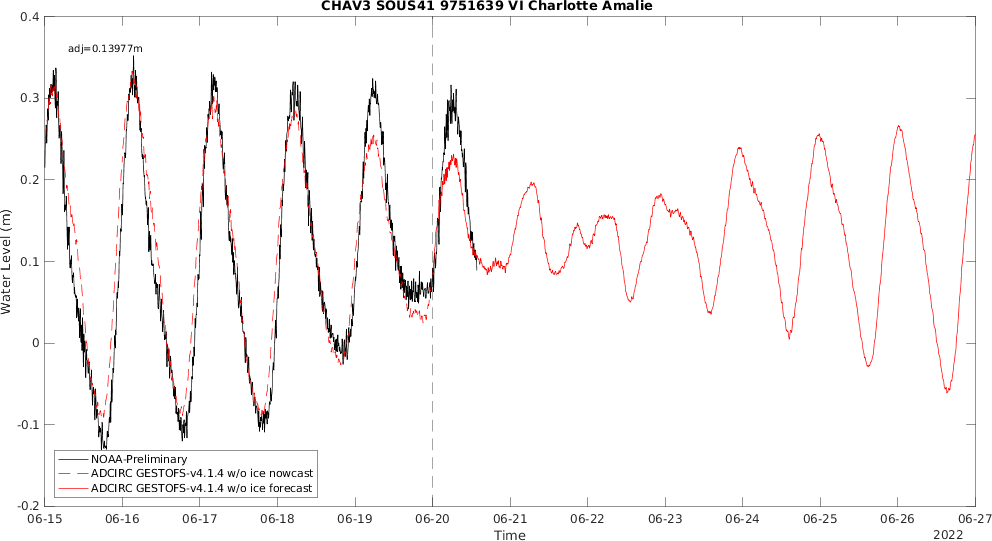 CHAV3 SOUS41 9751639 VI Charlotte Amalie
adj=0.13977m
0.4
0.3
0.2
0.1
0
-0.1
-0.2
Water Level (m)
NOAA-Preliminary
ADCIRC GESTOFS-v4.1.4 w/o ice nowcast
ADCIRC GESTOFS-v4.1.4 w/o ice forecast
06-15 06-16 06-17 06-18 06-19 06-20 06-21 06-22 06-23 06-24 06-25 06-26 06-27
Time
2022